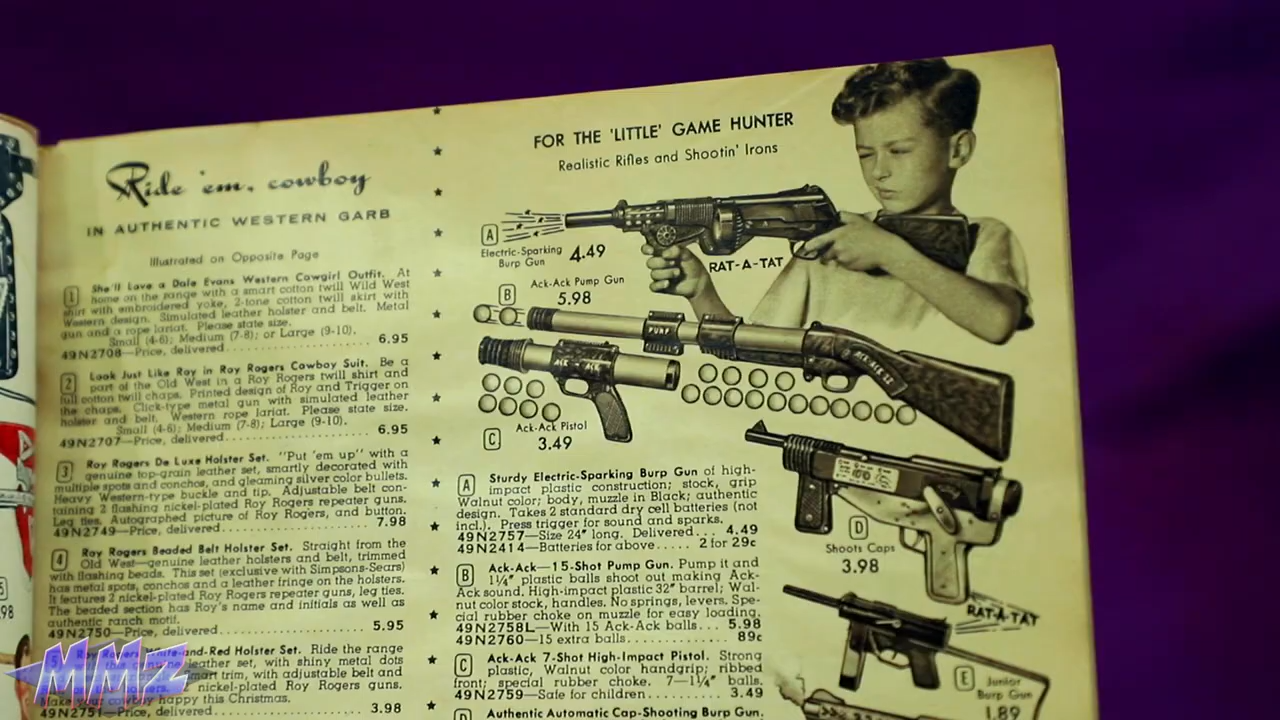 Ride 'em, cowboy
IN AUTHENTIC WESTERN GARB
Illustrated on Opposite Page
1 She'll Love a Dale Evans Western Cowgirl Outfit. At
home on the range with a smart cotton twill Wild West
shirt with embroidered yoke, 2-tone cotton twill skirt with
Western design. Simulated leather holster and belt. Metal
gun and a rope lariat. Please state size.
Small (4-6); Medium (7-8); or Large (9-10).
49N2708—Price, delivered 6.95
2 Look Just Like Roy in Roy Rogers Cowboy Suit. Be a
part of the Old West in a Roy Rogers twill shirt and
full cotton twill chaps. Printed design of Roy and Trigger on
the chaps. Click-type metal gun with simulated leather
holster and belt. Western rope lariat. Please state size.
Small (4-6); Medium (7-8); Large (9-10).
49N2707—Price, delivered 6.95
3 Roy Rogers De Luxe Holster Set. "Put 'em up" with a
genuine top-grain leather set, smartly decorated with
multiple spots and conchos, and gleaming silver color bullets.
Heavy Western-type buckle and tip. Adjustable belt con-
taining 2 flashing nickel-plated Roy Rogers repeater guns.
Leg ties. Autographed picture of Roy Rogers, and button.
49N2749—Price, delivered 7.98
4 Roy Rogers Beaded Belt Holster Set. Straight from the
Old West—genuine leather holsters and belt, trimmed
with flashing beads. This set (exclusive with Simpsons-Sears)
has metal spots, conchos and a leather fringe on the holsters.
It features 2 nickel-plated Roy Rogers repeater guns, leg ties.
The beaded section has Roy's name and initials as well as
authentic ranch motif.
49N2750—Price, delivered 5.95
5 Roy Rogers White-and-Red Holster Set. Ride the range
this genuine leather set, with shiny metal dots
smart trim, with adjustable belt and
holsters. nickel-plated Roy Rogers guns.
Make your cowboy happy this Christmas.
49N2751—Price, delivered 3.98
FOR THE 'LITTLE' GAME HUNTER
Realistic Rifles and Shootin' Irons
A
Electric-Sparking
Burp Gun 4.49
RAT-A-TAT
B Ack-Ack Pump Gun
5.98
PUMP
ACK-ACK
C Ack-Ack Pistol
3.49
A Sturdy Electric-Sparking Burp Gun of high-
impact plastic construction; stock, grip
Walnut color; body, muzzle in Black; authentic
design. Takes 2 standard dry cell batteries (not
incl.). Press trigger for sound and sparks.
49N2757—Size 24" long. Delivered 4.49
49N2414—Batteries for above 2 for 29c
B Ack-Ack—15-Shot Pump Gun. Pump it and
1¼" plastic balls shoot out making Ack-
Ack sound. High-impact plastic 32" barrel; Wal-
nut color stock, handles. No springs, levers. Spe-
cial rubber choke on muzzle for easy loading.
49N2758L—With 15 Ack-Ack balls 5.98
49N2760—15 extra balls 89c
C Ack-Ack 7-Shot High-Impact Pistol. Strong
plastic, Walnut color handgrip; ribbed
front; special rubber choke. 7—1¼" balls.
49N2759—Safe for children 3.49
Authentic Automatic Cap-Shooting Burp Gun.
D
Shoots Caps
3.98
RAT-A-TAT
E Junior
Burp Gun
1.89
.98
MMZ